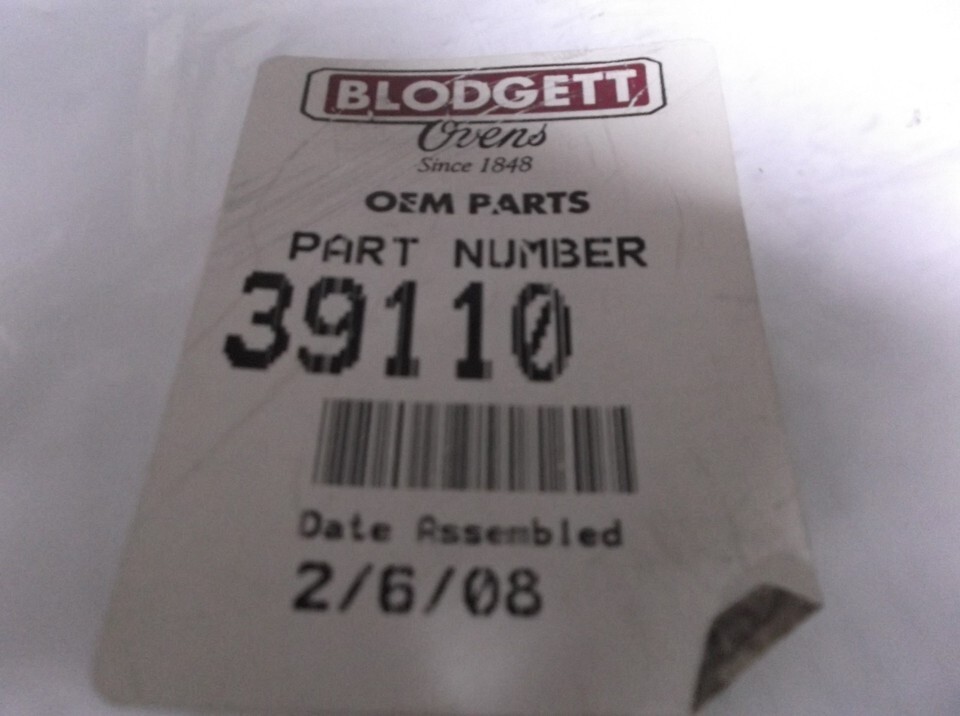 BLODGETT
Ovens
Since 1848
OEM PARTS
PART NUMBER
39110
Date Assembled
2/6/08